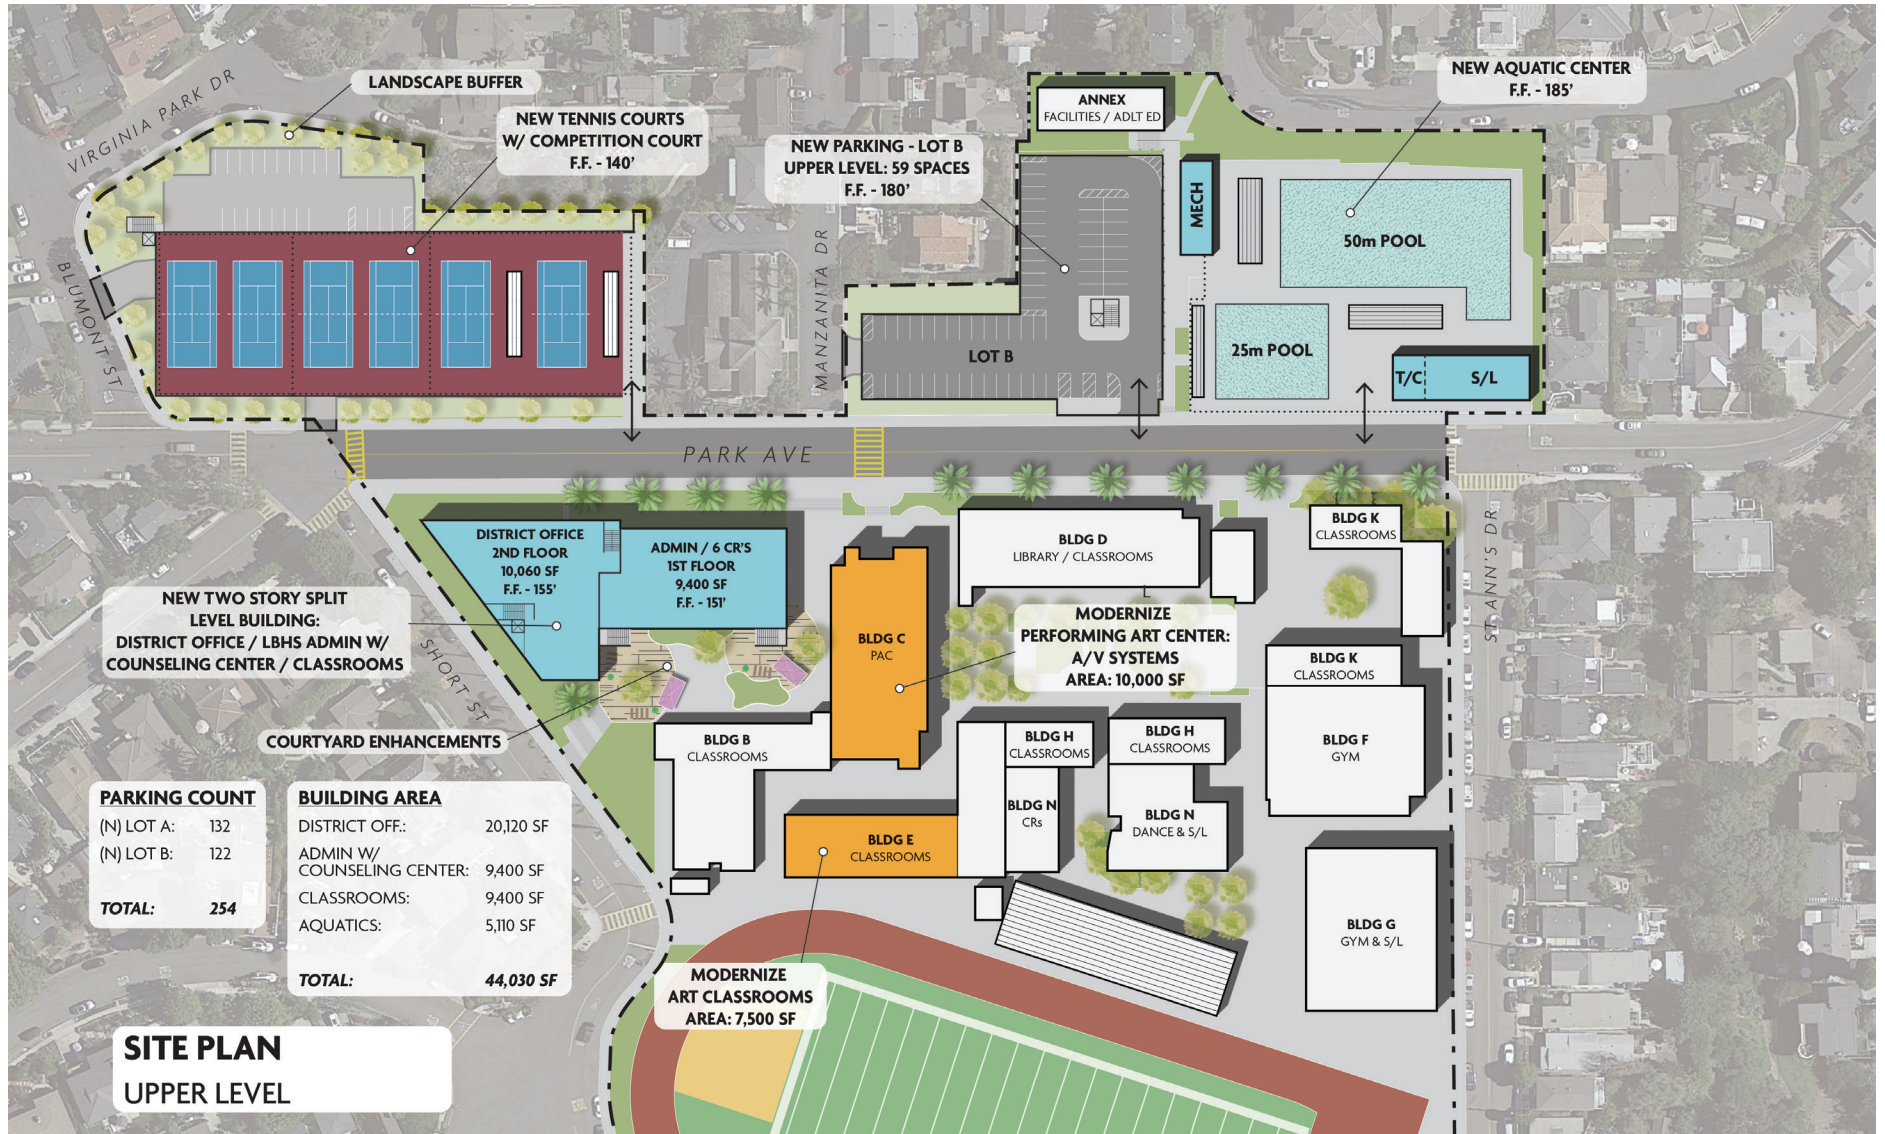 LANDSCAPE BUFFER
VIRGINIA PARK DR
NEW TENNIS COURTS
W/ COMPETITION COURT
F.F. - 140'
NEW PARKING - LOT B
UPPER LEVEL: 59 SPACES
F.F. - 180'
ANNEX
FACILITIES / ADLT ED
NEW AQUATIC CENTER
F.F. - 185'
MECH
50m POOL
25m POOL
T/C
S/L
LOT B
BLUMONT ST
MANZANITA DR
PARK AVE
DISTRICT OFFICE
2ND FLOOR
10,060 SF
F.F. - 155'
ADMIN / 6 CR'S
1ST FLOOR
9,400 SF
F.F. - 151'
BLDG D
LIBRARY / CLASSROOMS
BLDG K
CLASSROOMS
ST ANN'S DR
NEW TWO STORY SPLIT
LEVEL BUILDING:
DISTRICT OFFICE / LBHS ADMIN W/
COUNSELING CENTER / CLASSROOMS
SHORT ST
BLDG C
PAC
MODERNIZE
PERFORMING ART CENTER:
A/V SYSTEMS
AREA: 10,000 SF
BLDG K
CLASSROOMS
COURTYARD ENHANCEMENTS
BLDG B
CLASSROOMS
BLDG H
CLASSROOMS
BLDG H
CLASSROOMS
BLDG F
GYM
BLDG N
CRs
BLDG N
DANCE & S/L
BLDG E
CLASSROOMS
BLDG G
GYM & S/L
MODERNIZE
ART CLASSROOMS
AREA: 7,500 SF
PARKING COUNT
(N) LOT A: 132
(N) LOT B: 122
TOTAL: 254
BUILDING AREA
DISTRICT OFF.: 20,120 SF
ADMIN W/
COUNSELING CENTER: 9,400 SF
CLASSROOMS: 9,400 SF
AQUATICS: 5,110 SF
TOTAL: 44,030 SF
SITE PLAN
UPPER LEVEL